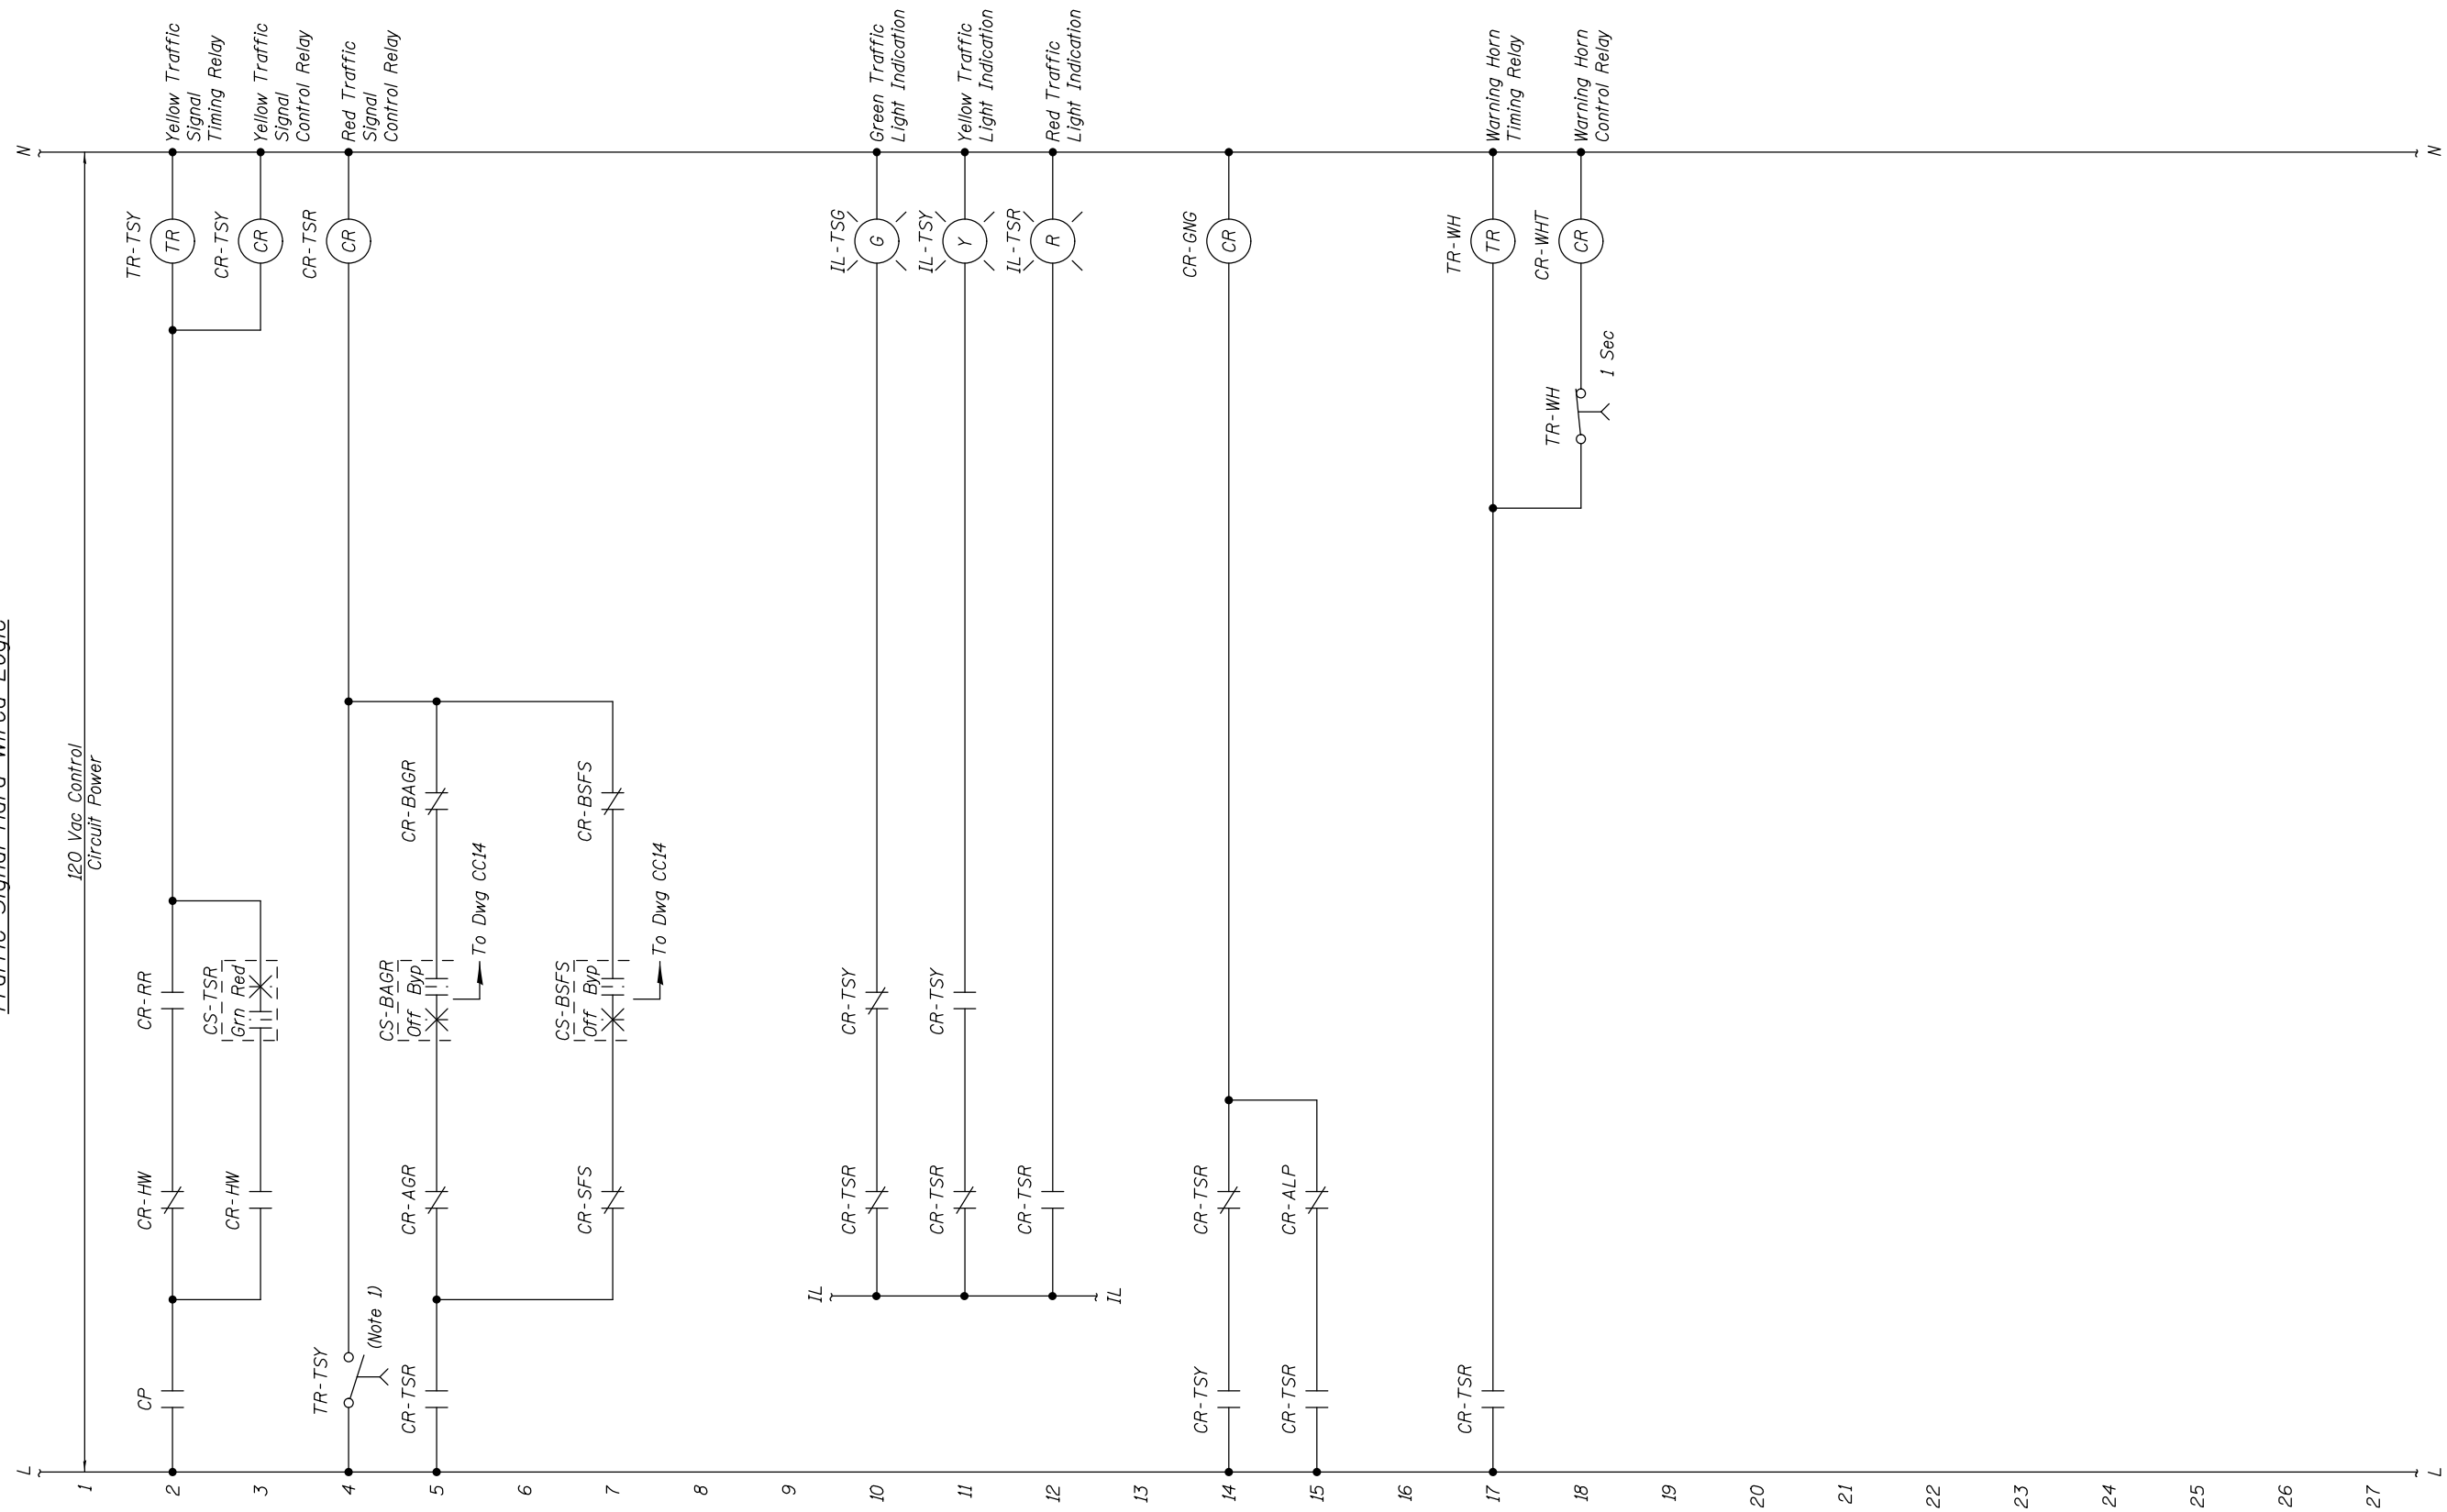 Traffic Signal Hard Wired Logic
L
N
1
120 Vac Control
Circuit Power
2
CP
CR-HW
CR-RR
TR-TSY
TR
Yellow Traffic
Signal
Timing Relay
3
CR-HW
CS-TSR
Grn Red
CR-TSY
CR
Yellow Traffic
Signal
Control Relay
4
TR-TSY
(Note 1)
CR-TSR
CR
Red Traffic
Signal
Control Relay
5
CR-TSR
CR-AGR
CS-BAGR
Off Byp
CR-BAGR
To Dwg CC14
6
7
CR-SFS
CS-BSFS
Off Byp
CR-BSFS
To Dwg CC14
8
9
IL
10
CR-TSR
CR-TSY
IL-TSG
G
Green Traffic
Light Indication
11
CR-TSR
CR-TSY
IL-TSY
Y
Yellow Traffic
Light Indication
12
CR-TSR
IL-TSR
R
Red Traffic
Light Indication
IL
13
14
CR-TSY
CR-TSR
CR-GNG
CR
15
CR-TSR
CR-ALP
16
17
CR-TSR
TR-WH
TR
Warning Horn
Timing Relay
18
TR-WH
1 Sec
CR-WHT
CR
Warning Horn
Control Relay
19
20
21
22
23
24
25
26
27
L
N